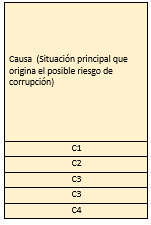 Causa  (Situación principal que
origina el posible riesgo de
corrupción)
C1
C2
C3
C3
C4